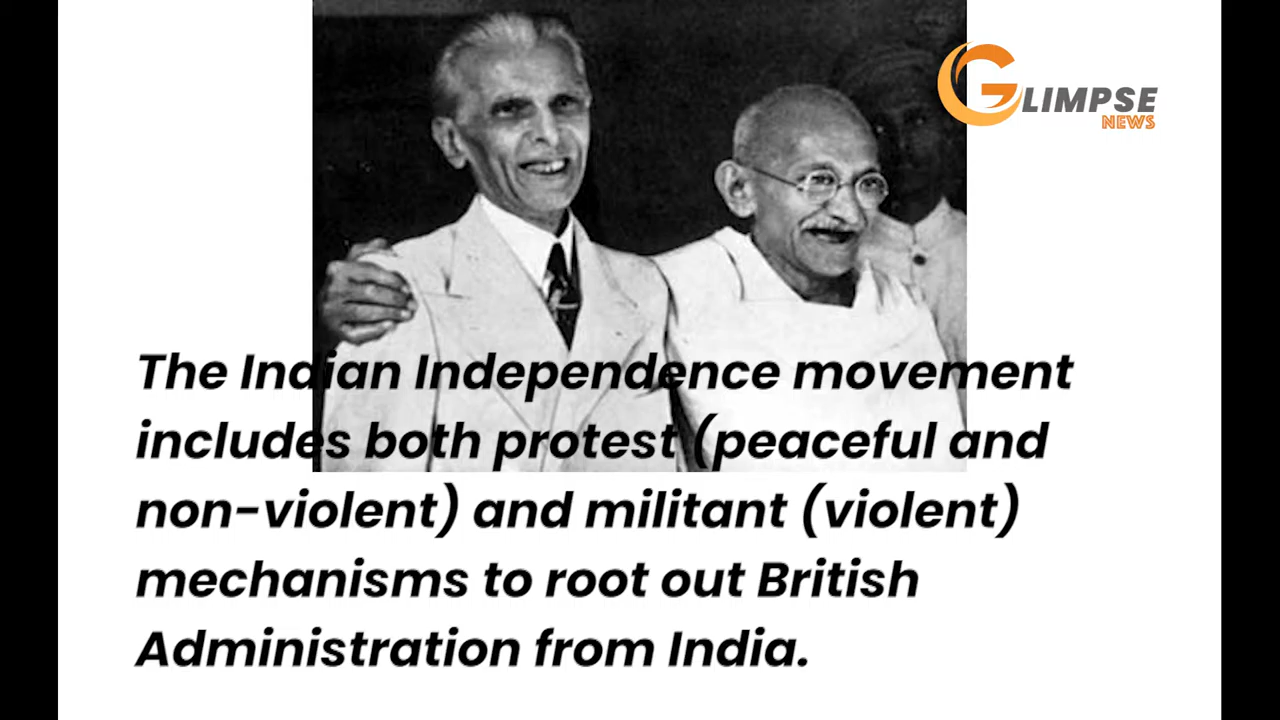 GLIMPSE
NEWS
The Indian Independence movement
includes both protest (peaceful and
non-violent) and militant (violent)
mechanisms to root out British
Administration from India.